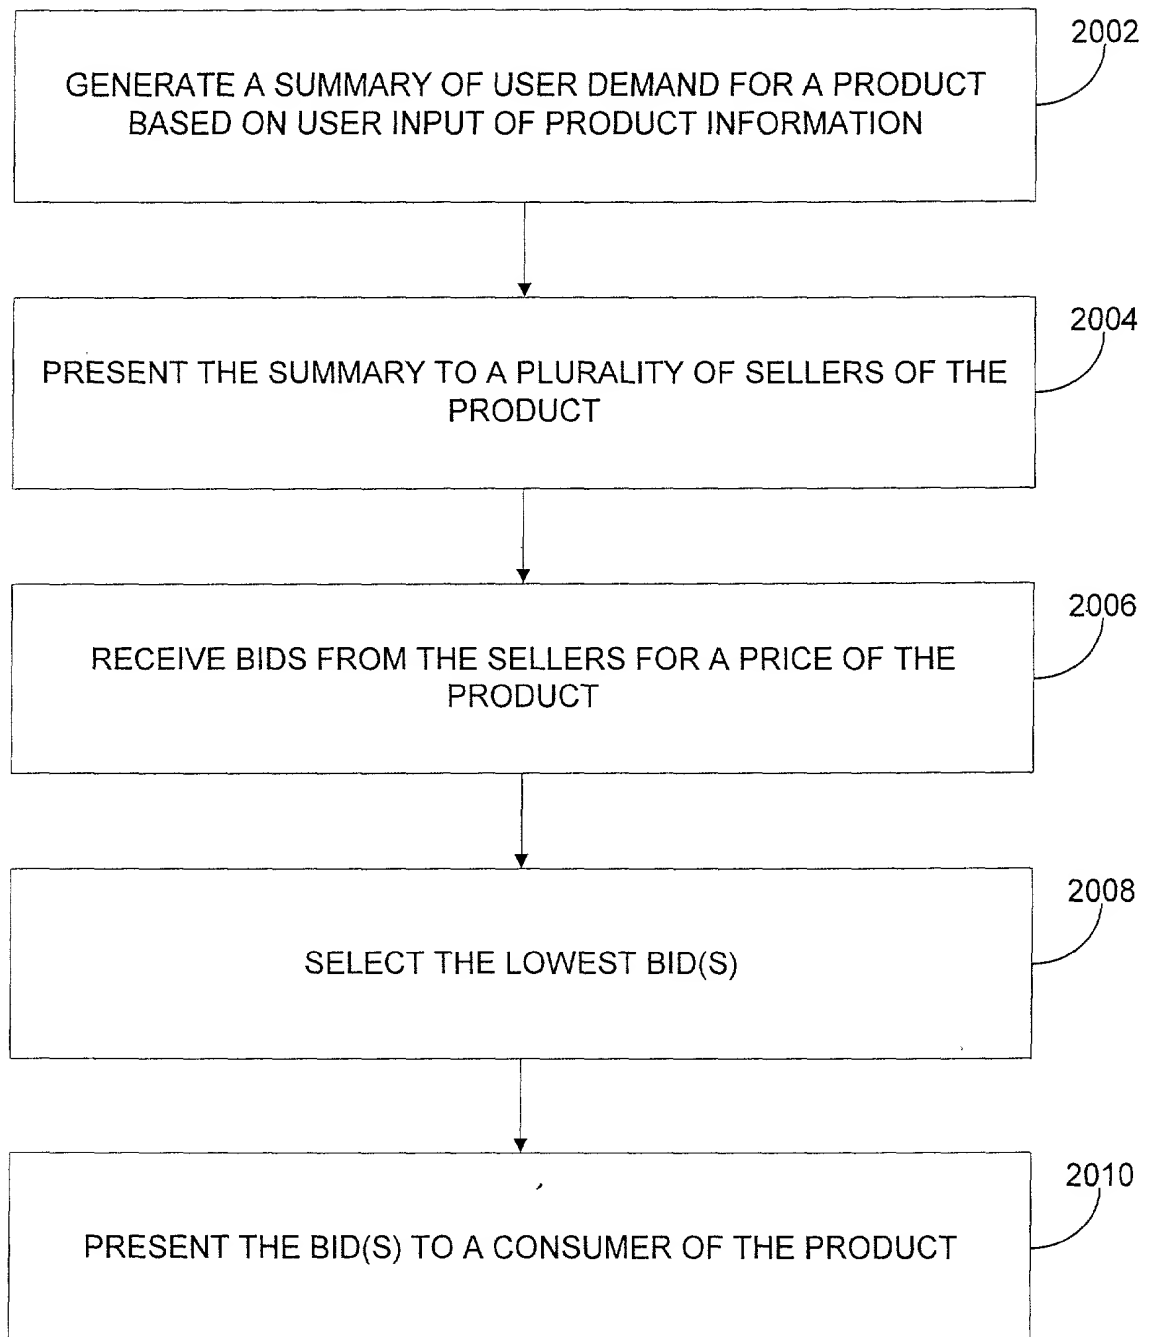 2002
GENERATE A SUMMARY OF USER DEMAND FOR A PRODUCT
BASED ON USER INPUT OF PRODUCT INFORMATION
2004
PRESENT THE SUMMARY TO A PLURALITY OF SELLERS OF THE
PRODUCT
2006
RECEIVE BIDS FROM THE SELLERS FOR A PRICE OF THE
PRODUCT
2008
SELECT THE LOWEST BID(S)
2010
PRESENT THE BID(S) TO A CONSUMER OF THE PRODUCT